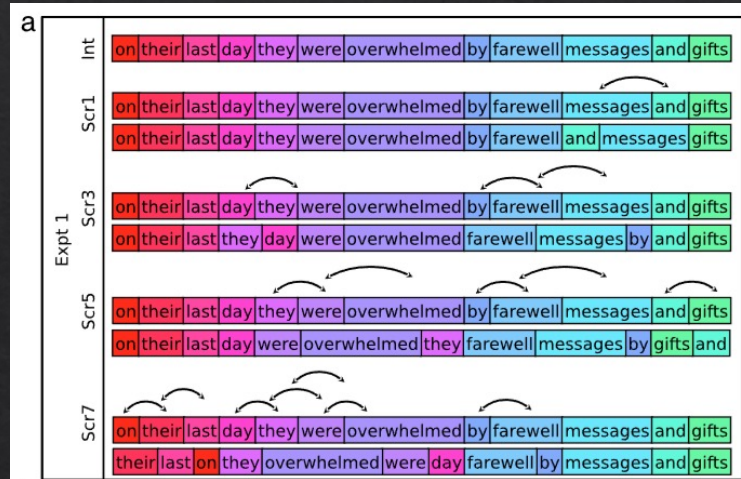 a
Expt 1
Int
on their last day they were overwhelmed by farewell messages and gifts
Scr1
on their last day they were overwhelmed by farewell messages and gifts
on their last day they were overwhelmed by farewell and messages gifts
Scr3
on their last day they were overwhelmed by farewell messages and gifts
on their last they day were overwhelmed farewell messages by and gifts
Scr5
on their last day they were overwhelmed by farewell messages and gifts
on their last day were overwhelmed they farewell messages by gifts and
Scr7
on their last day they were overwhelmed by farewell messages and gifts
their last on they overwhelmed were day farewell by messages and gifts